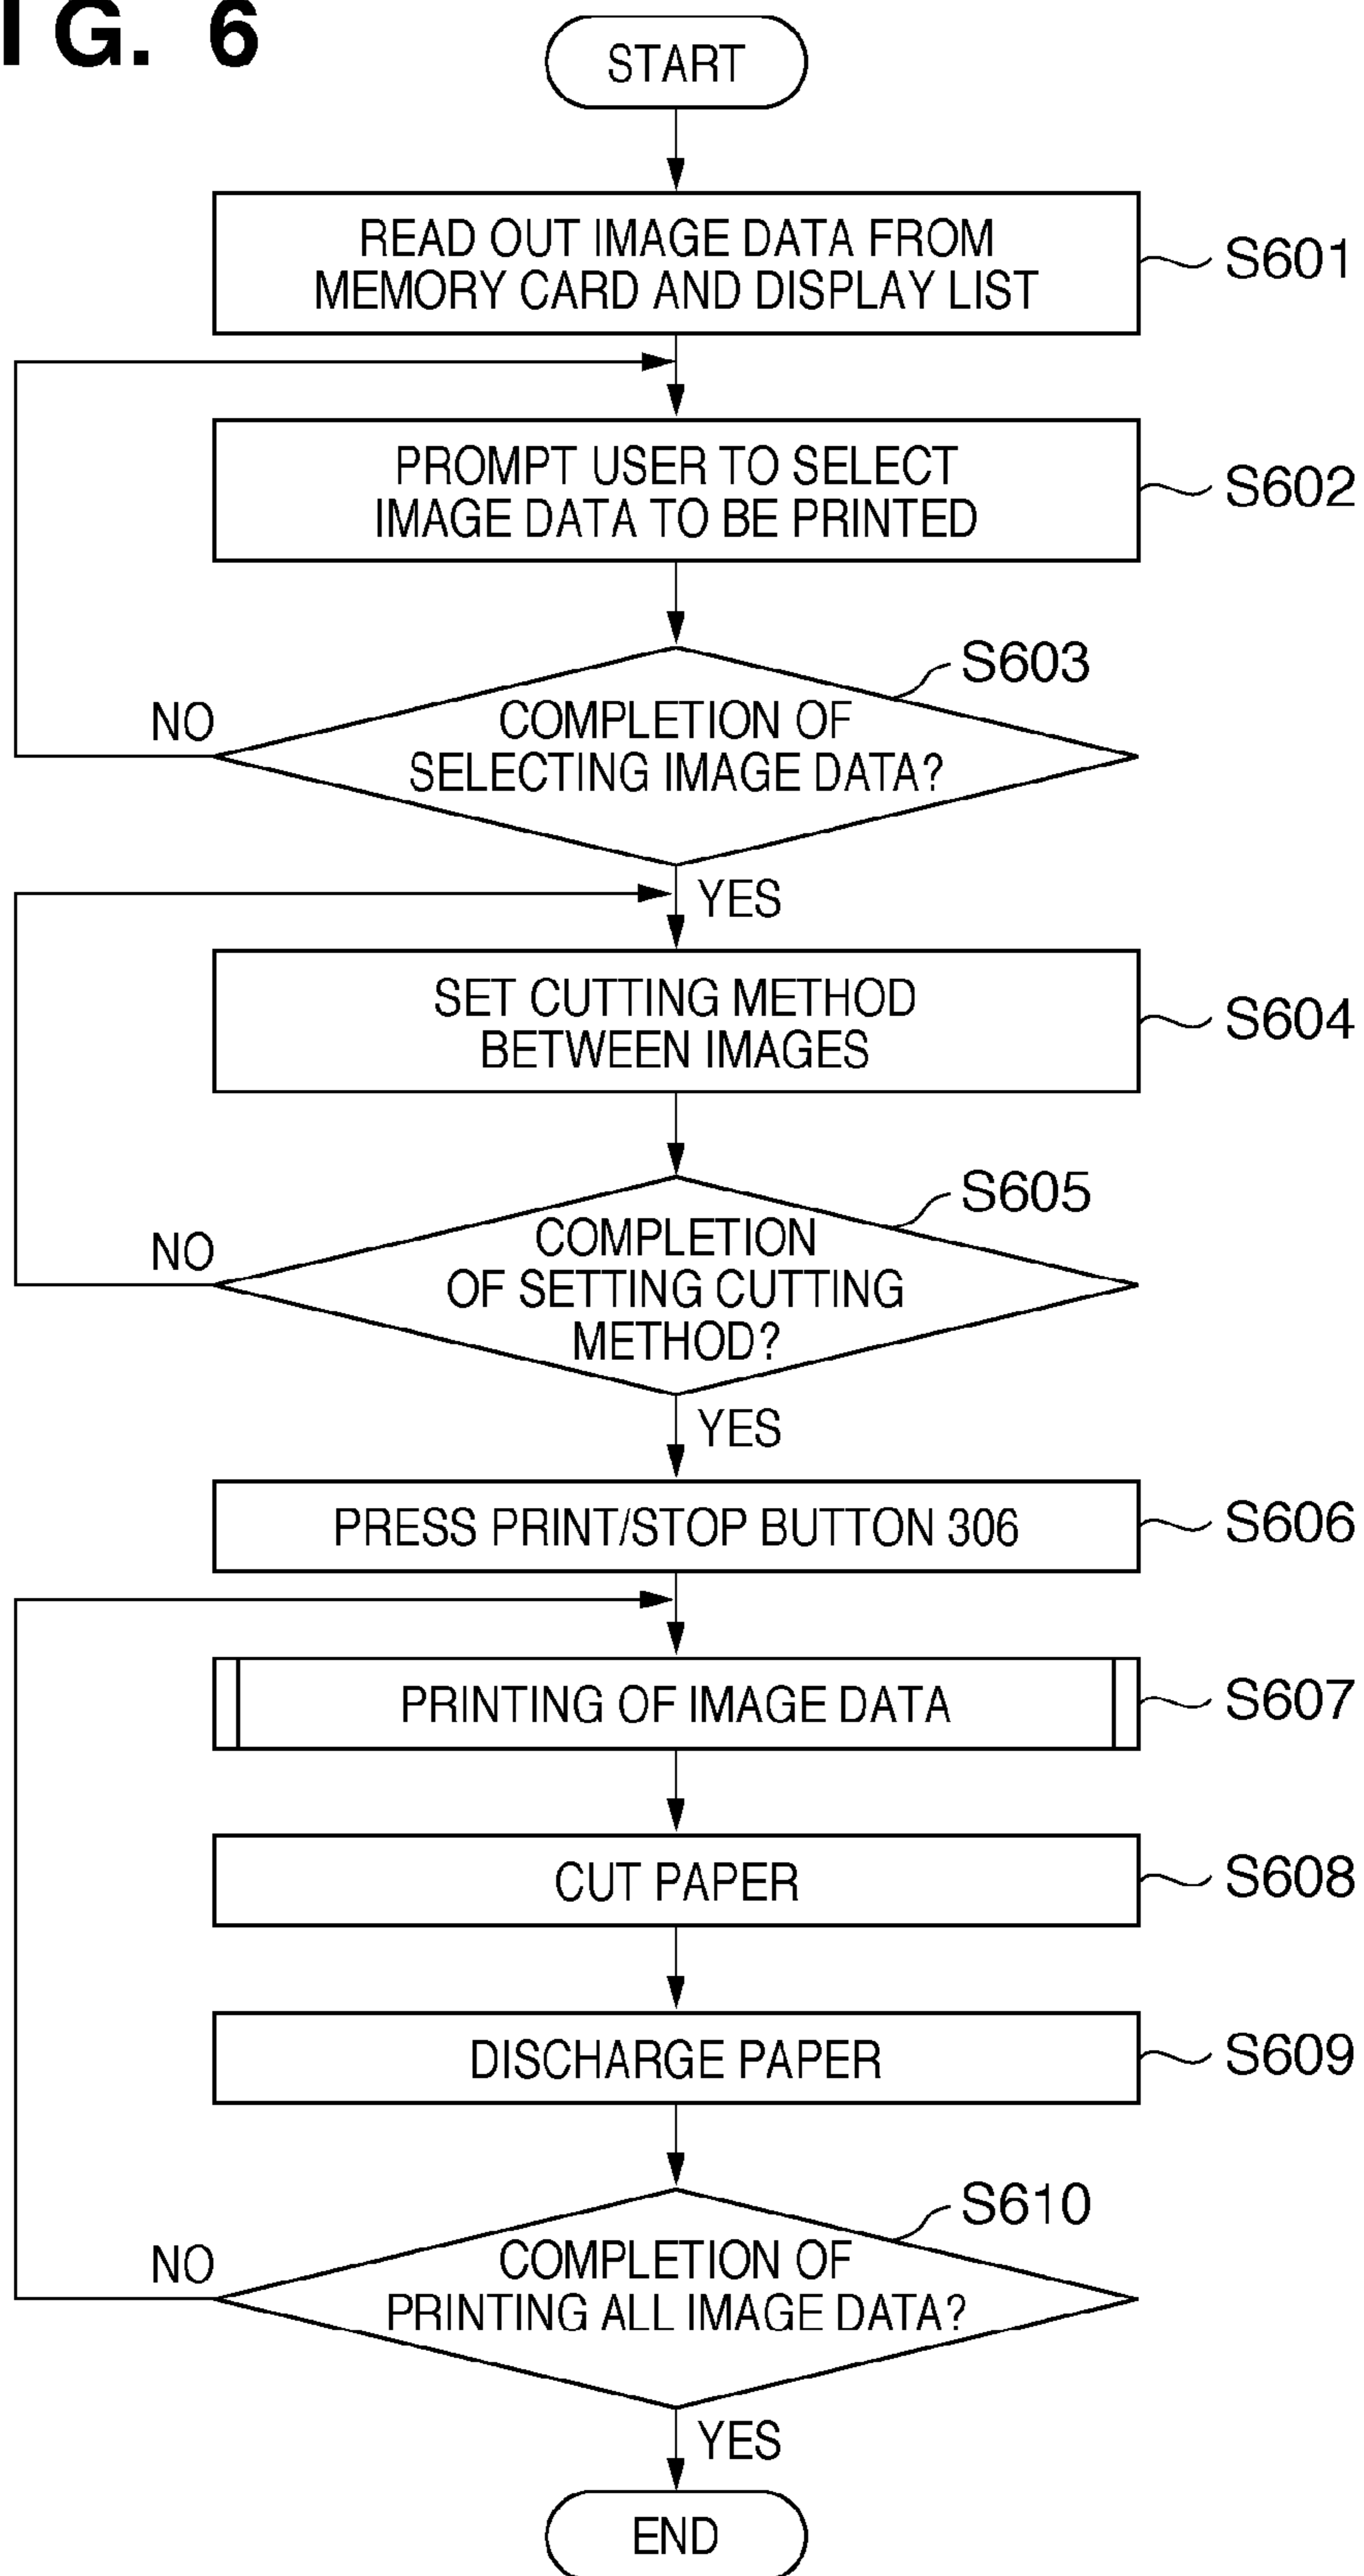 IG. 6
START
READ OUT IMAGE DATA FROM
MEMORY CARD AND DISPLAY LIST
S601
PROMPT USER TO SELECT
IMAGE DATA TO BE PRINTED
S602
S603
COMPLETION OF
SELECTING IMAGE DATA?
NO
YES
SET CUTTING METHOD
BETWEEN IMAGES
S604
S605
COMPLETION
OF SETTING CUTTING
METHOD?
NO
YES
PRESS PRINT/STOP BUTTON 306
S606
PRINTING OF IMAGE DATA
S607
CUT PAPER
S608
DISCHARGE PAPER
S609
S610
COMPLETION OF
PRINTING ALL IMAGE DATA?
NO
YES
END